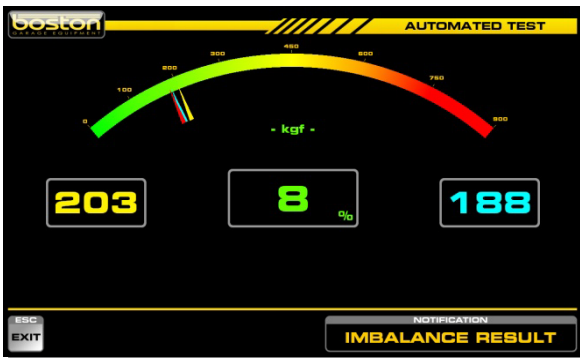 boston
GARAGE EQUIPMENT
AUTOMATED TEST
0
100
200
300
450
600
750
900
- kgf -
203
8 %
188
ESC
EXIT
NOTIFICATION
IMBALANCE RESULT